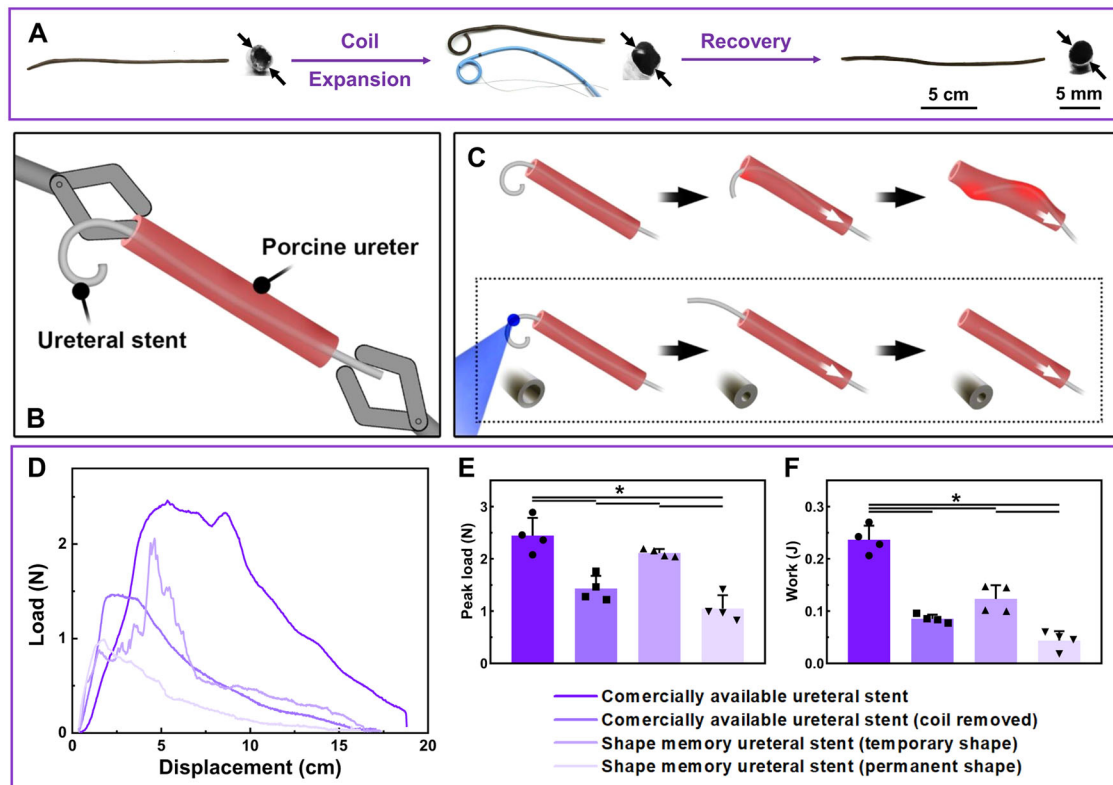 A
Coil
Expansion
Recovery
5 cm
5 mm
B
Porcine ureter
Ureteral stent
C
D
Load (N)
2
1
0
0
5
10
15
20
Displacement (cm)
E
Peak load (N)
3
2
1
0
*
F
Work (J)
0.3
0.2
0.1
0.0
*
Comercially available ureteral stent
Comercially available ureteral stent (coil removed)
Shape memory ureteral stent (temporary shape)
Shape memory ureteral stent (permanent shape)